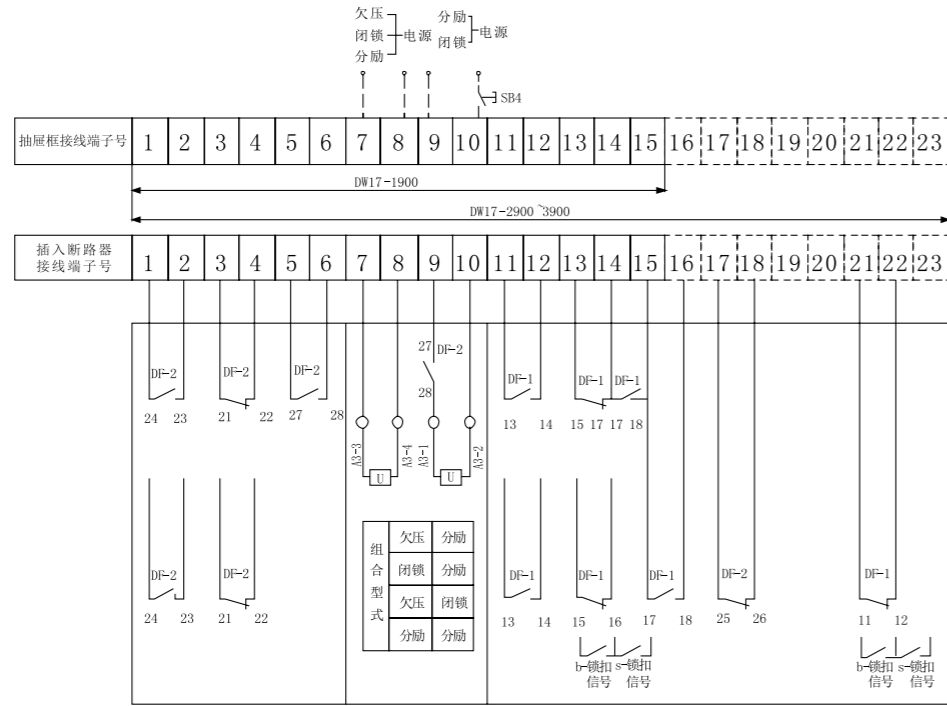 欠压
闭锁 电源
分励
分励
闭锁 电源
SB4
抽屉框接线端子号 1 2 3 4 5 6 7 8 9 10 11 12 13 14 15 16 17 18 19 20 21 22 23
DW17-1900
DW17-2900~3900
插入断路器
接线端子号 1 2 3 4 5 6 7 8 9 10 11 12 13 14 15 16 17 18 19 20 21 22 23
DF-2 DF-2 DF-2
24 23 21 22 27 28
27 DF-2
28
A3-3 A3-4 A3-1 A3-2
U U
DF-1 DF-1 DF-1
13 14 15 17 17 18
组合型式
欠压 分励
闭锁 分励
欠压 闭锁
分励 分励
DF-2 DF-2
24 23 21 22
DF-1 DF-1 DF-1 DF-2 DF-1
13 14 15 16 17 18 25 26 11 12
b-锁扣 s-锁扣
信号 信号
b-锁扣 s-锁扣
信号 信号